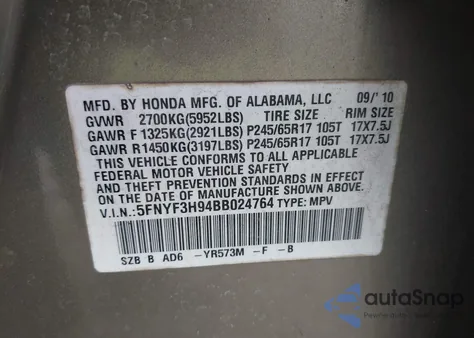 MFD. BY HONDA MFG. OF ALABAMA, LLC 09/'10
GVWR 2700KG(5952LBS) TIRE SIZE RIM SIZE
GAWR F 1325KG(2921LBS) P245/65R17 105T 17X7.5J
GAWR R1450KG(3197LBS) P245/65R17 105T 17X7.5J
THIS VEHICLE CONFORMS TO ALL APPLICABLE
FEDERAL MOTOR VEHICLE SAFETY AND
THEFT PREVENTION STANDARDS IN EFFECT
ON THE DATE OF MANUFACTURE SHOWN ABOVE.
V.I.N.: 5FNYF3H94BB024764 TYPE: MPV
SZB B AD6 -YR573M -F -B
autoSnap